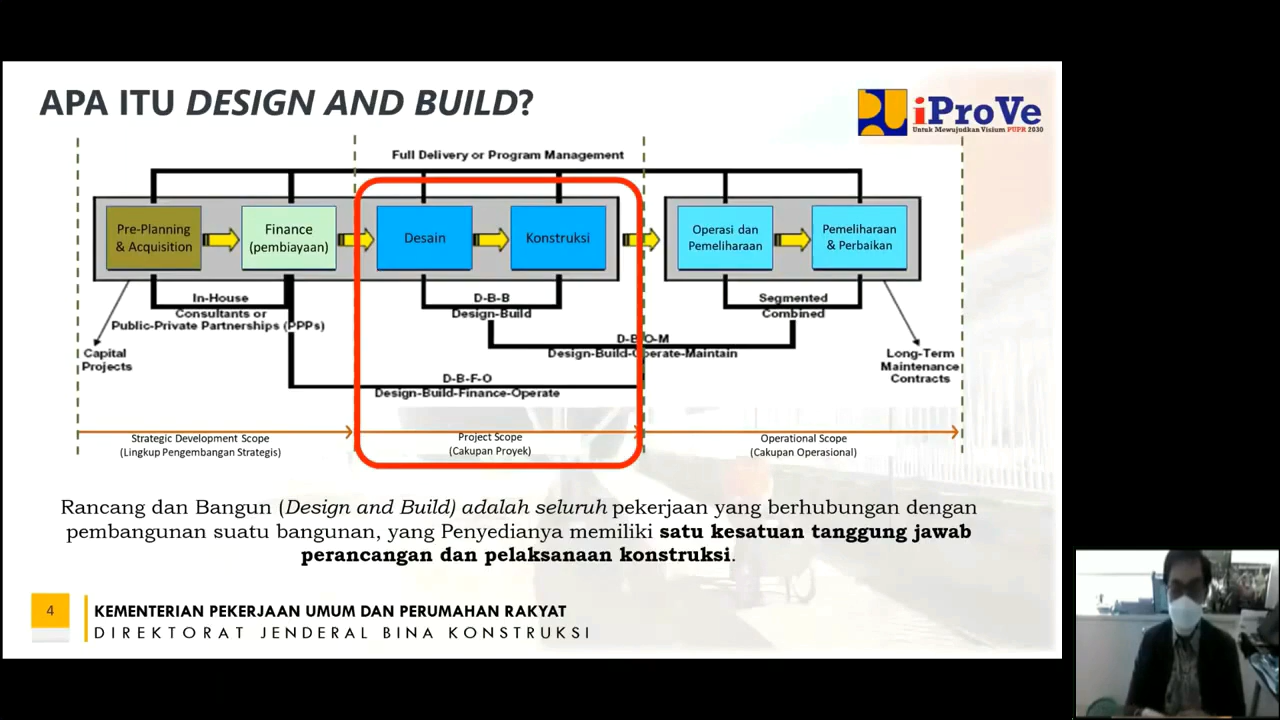 APA ITU DESIGN AND BUILD?
iProVe
Untuk Mewujudkan Visium PUPR 2030
Full Delivery or Program Management
Pre-Planning
& Acquisition
Finance
(pembiayaan)
Desain
Konstruksi
Operasi dan
Pemeliharaan
Pemeliharaan
& Perbaikan
In-House
Consultants or
Public-Private Partnerships (PPPs)
D-B-B
Design-Build
Segmented
Combined
D-B-O-M
Design-Build-Operate-Maintain
Capital
Projects
Long-Term
Maintenance
Contracts
D-B-F-O
Design-Build-Finance-Operate
Strategic Development Scope
(Lingkup Pengembangan Strategis)
Project Scope
(Cakupan Proyek)
Operational Scope
(Cakupan Operasional)
Rancang dan Bangun (Design and Build) adalah seluruh pekerjaan yang berhubungan dengan
pembangunan suatu bangunan, yang Penyedianya memiliki satu kesatuan tanggung jawab
perancangan dan pelaksanaan konstruksi.
4
KEMENTERIAN PEKERJAAN UMUM DAN PERUMAHAN RAKYAT
DIREKTORAT JENDERAL BINA KONSTRUKSI